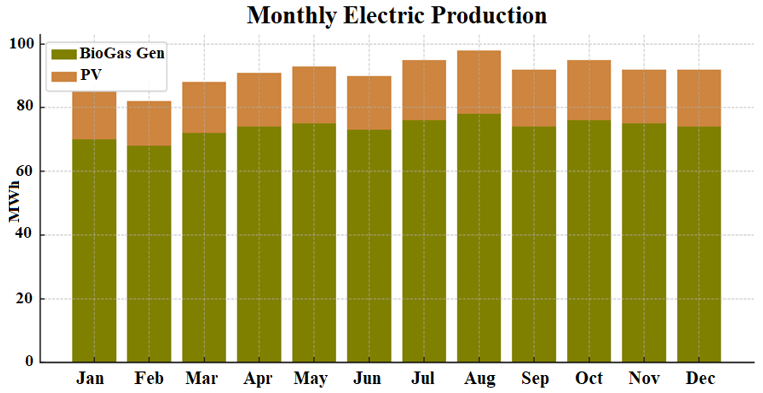 Monthly Electric Production
100
BioGas Gen
PV
80
60
MWh
40
20
0
Jan Feb Mar Apr May Jun Jul Aug Sep Oct Nov Dec